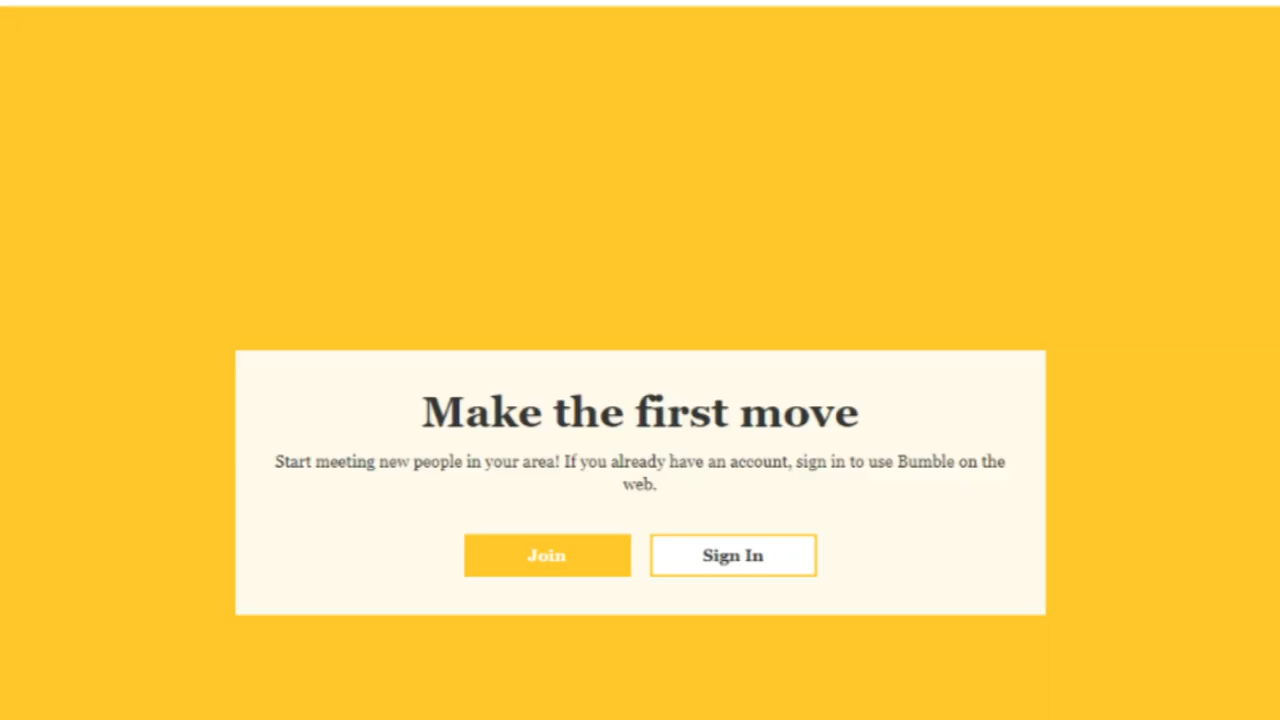 Make the first move
Start meeting new people in your area! If you already have an account, sign in to use Bumble on the
web.
Join
Sign In